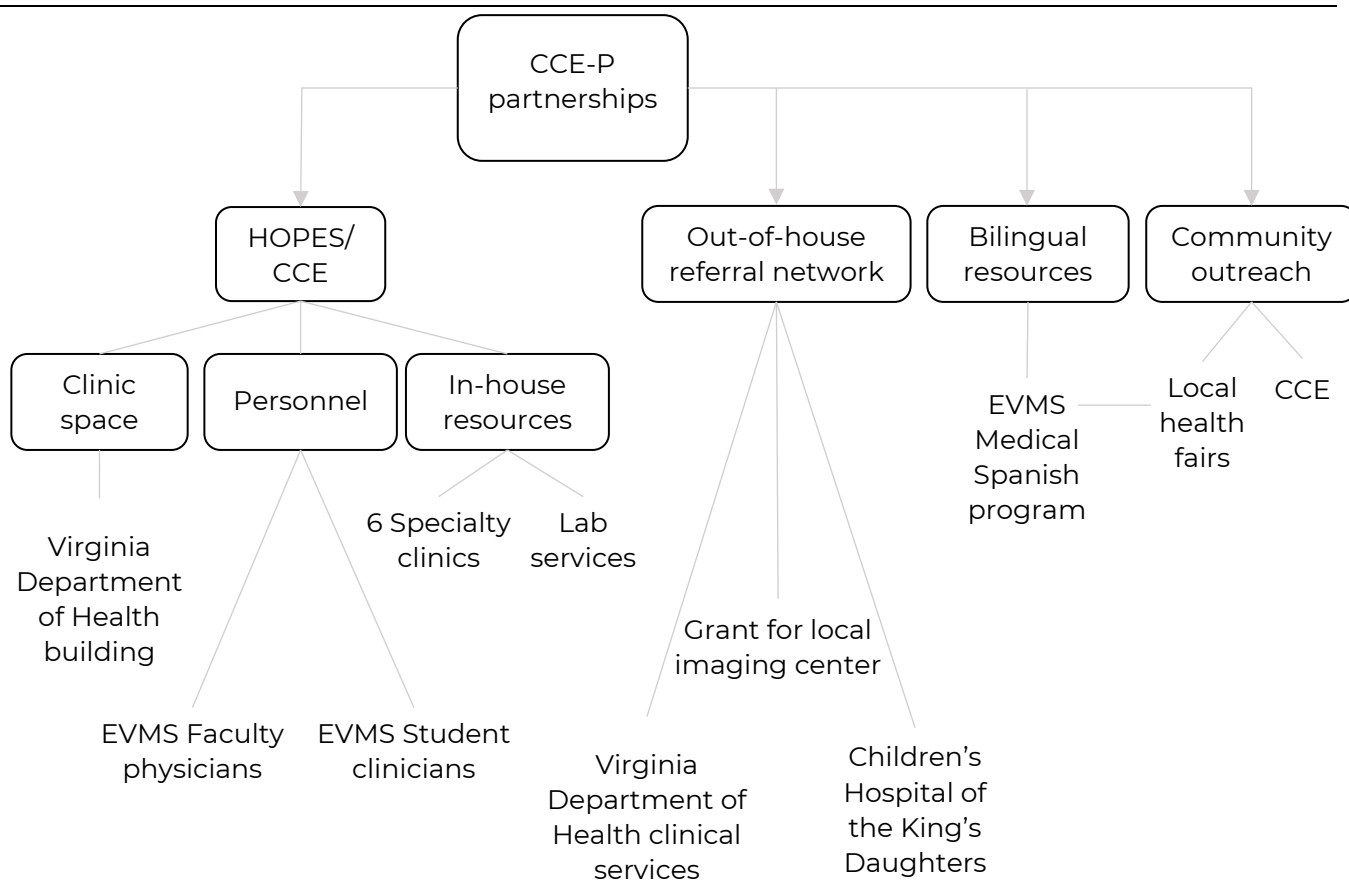 CCE-P
partnerships
HOPES/
CCE
Out-of-house
referral network
Bilingual
resources
Community
outreach
Clinic
space
Personnel
In-house
resources
EVMS
Medical
Spanish
program
Local
health
fairs
CCE
6 Specialty
clinics
Lab
services
Virginia
Department
of Health
building
Grant for local
imaging center
EVMS Faculty
physicians
EVMS Student
clinicians
Virginia
Department of
Health clinical
services
Children’s
Hospital of
the King’s
Daughters